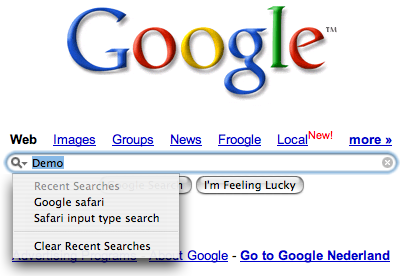 Google™
Web Images Groups News Froogle Local New! more »
Demo
Recent Searches
Google Search I'm Feeling Lucky
Google safari
Safari input type search
Clear Recent Searches
Advertising Programs - About Google - Go to Google Nederland